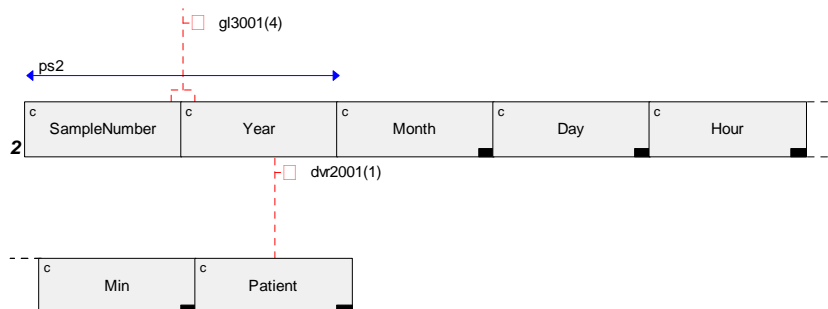 gl3001(4)
ps2
c c c c c
SampleNumber Year Month Day Hour
2
dvr2001(1)
c c
Min Patient